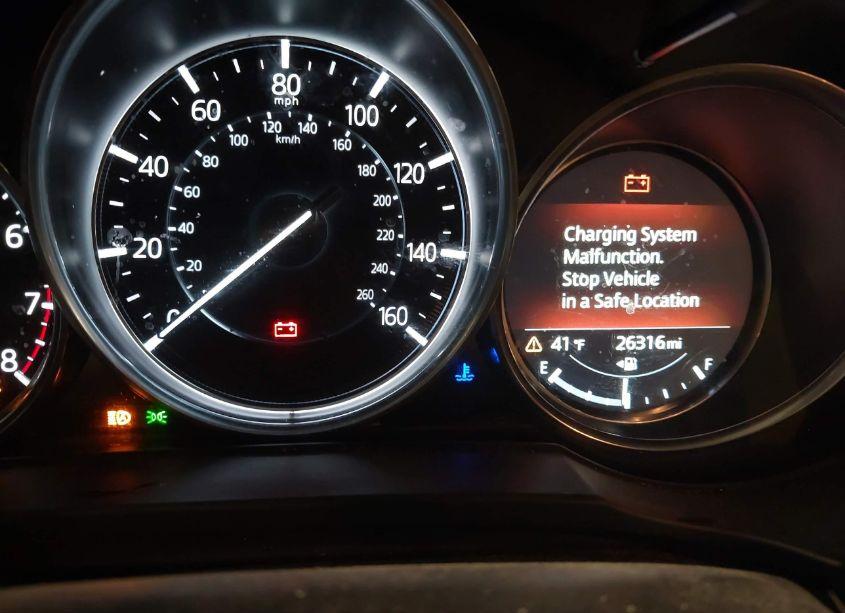 6
7
8
0
20
40
60
80
mph
100
120
140
160
20
40
60
80
100
120
140
km/h
160
180
200
220
240
260
Charging System
Malfunction.
Stop Vehicle
in a Safe Location
41°F
26316 mi
E
F